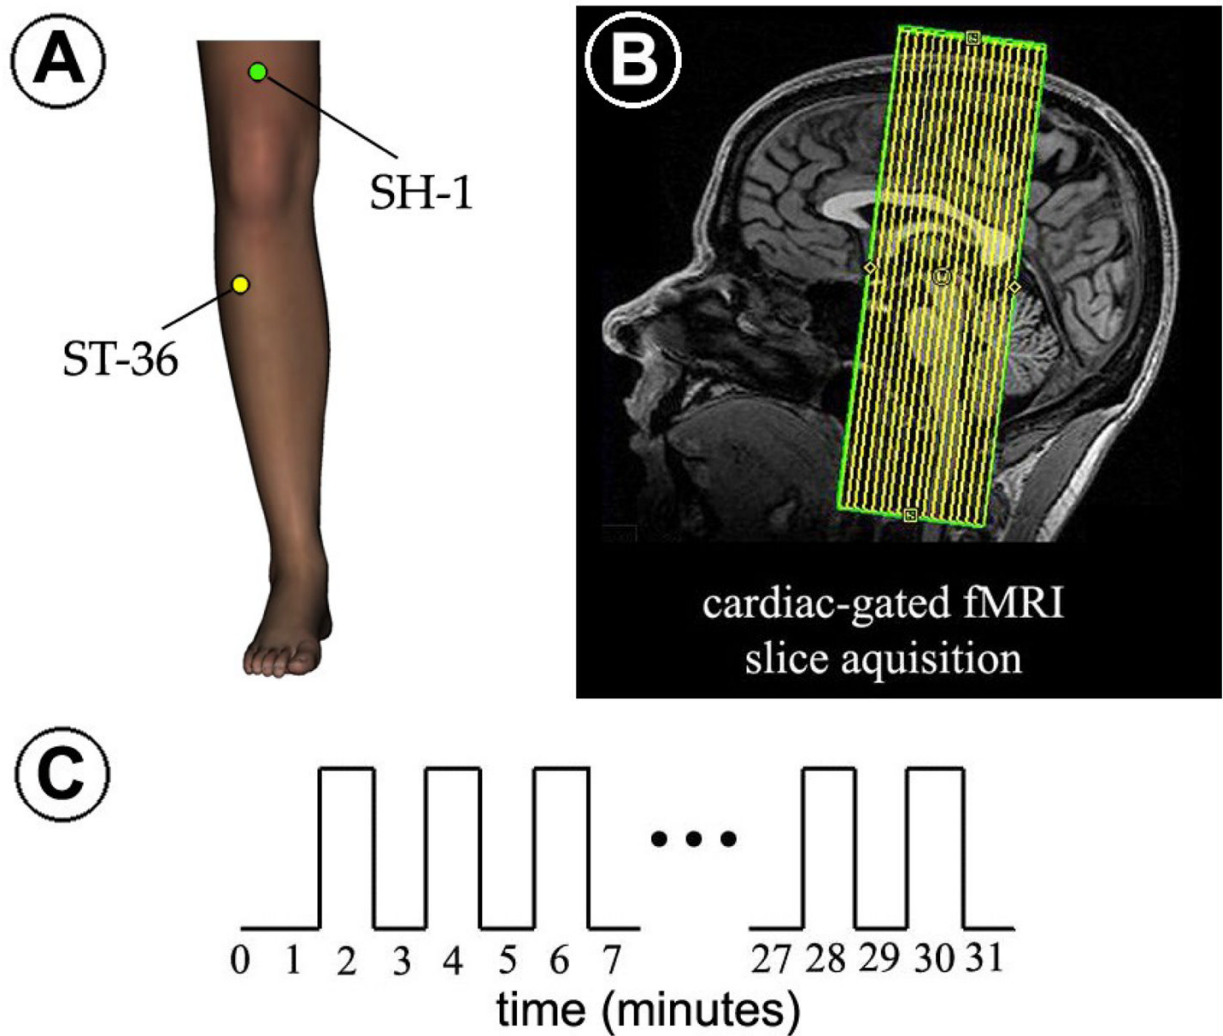 A
SH-1
ST-36
B
cardiac-gated fMRI
slice aquisition
C
0 1 2 3 4 5 6 7 27 28 29 30 31
time (minutes)